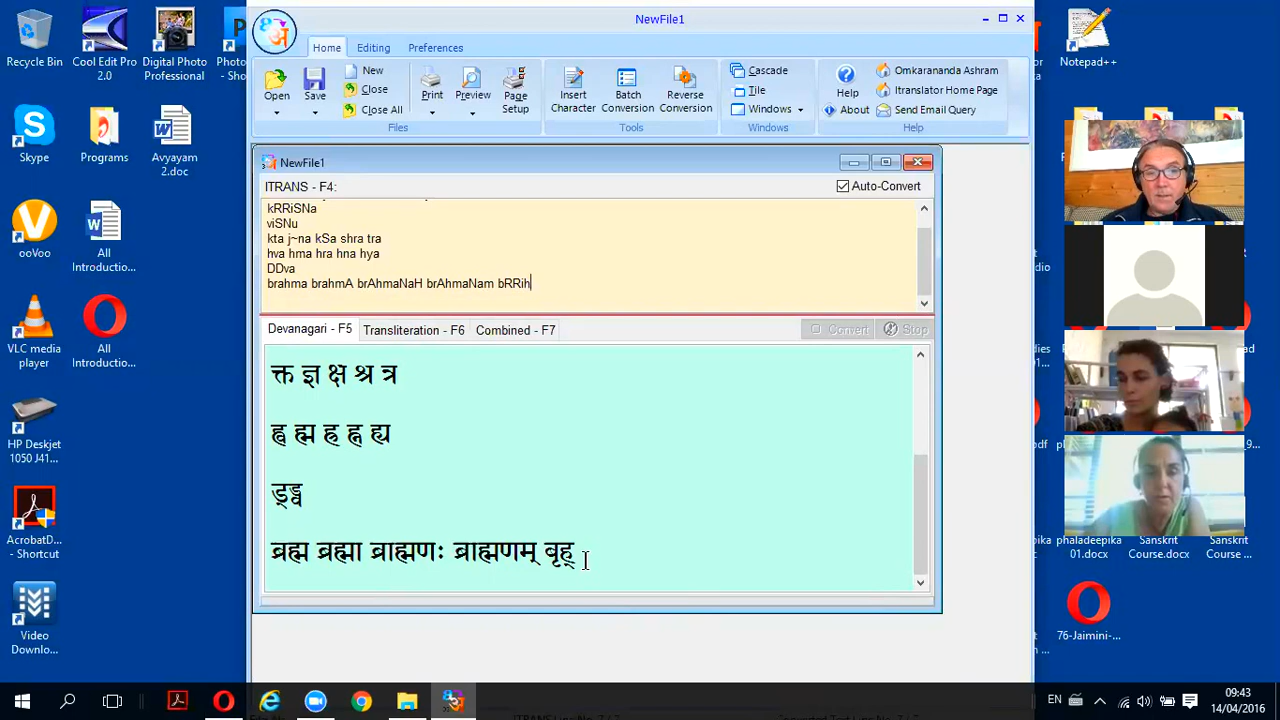 NewFile1
Home Editing Preferences
Recycle Bin
Cool Edit Pro 2.0
Digital Photo Professional
Notepad++
Open
Save
New
Close
Close All
Print
Preview
Page Setup
Files
Insert Character
Batch Conversion
Reverse Conversion
Tools
Cascade
Tile
Windows
Windows
Help
About
Omkarananda Ashram
Itranslator Home Page
Send Email Query
Help
Skype
Programs
Avyayam 2.doc
NewFile1
ITRANS - F4:
Auto-Convert
kRRiSNa
viSNu
kta j~na kSa shra tra
hva hma hra hna hya
DDva
brahma brahmA brAhmaNaH brAhmaNam bRRih
Devanagari - F5 Transliteration - F6 Combined - F7 Convert Stop
क्त ज्ञ क्ष श्र त्र
ह्व ह्म ह्र ह्न ह्य
ड्ड्व
ब्रह्म ब्रह्मा ब्राह्मणः ब्राह्मणम् बृह्
ooVoo
All Introductio...
VLC media player
All Introductio...
HP Deskjet 1050 J41...
AcrobatD... - Shortcut
Video Downlo...
phaladeepika 01.docx
Sanskrit Course.docx
Sanskrit Course....
76-Jaimini-...
EN
09:43
14/04/2016